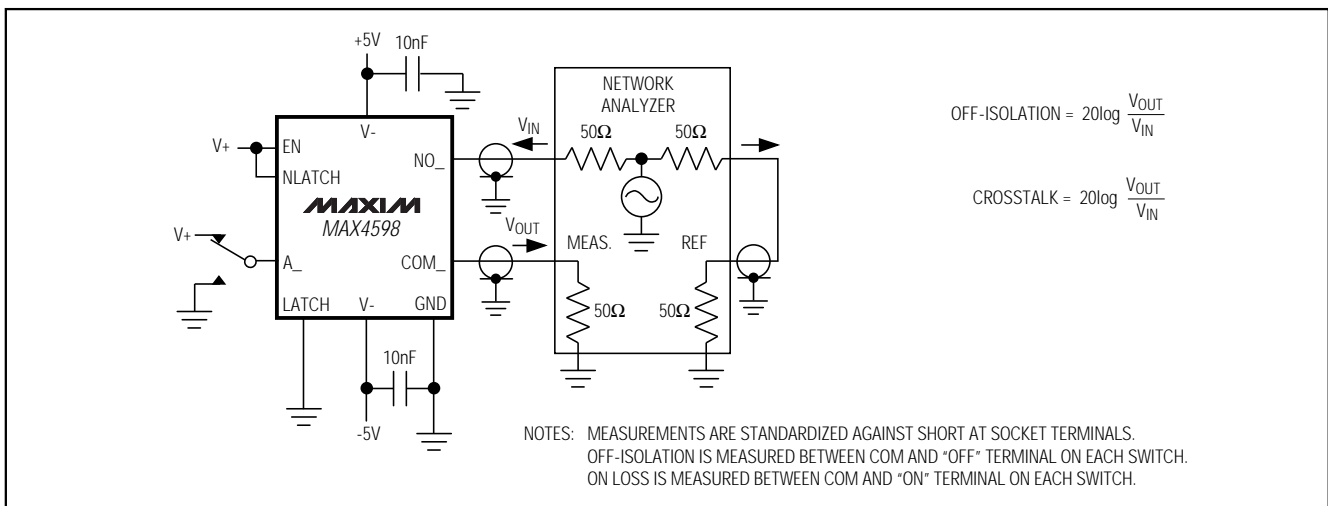 +5V
10nF
V-
V+
EN
NLATCH
NO_
MAXIM
MAX4598
V+
A_
COM_
LATCH
V-
GND
10nF
-5V
VIN
VOUT
NETWORK
ANALYZER
50Ω
50Ω
MEAS.
REF
50Ω
50Ω
OFF-ISOLATION = 20log VOUT/VIN
CROSSTALK = 20log VOUT/VIN
NOTES: MEASUREMENTS ARE STANDARDIZED AGAINST SHORT AT SOCKET TERMINALS.
OFF-ISOLATION IS MEASURED BETWEEN COM AND “OFF” TERMINAL ON EACH SWITCH.
ON LOSS IS MEASURED BETWEEN COM AND “ON” TERMINAL ON EACH SWITCH.